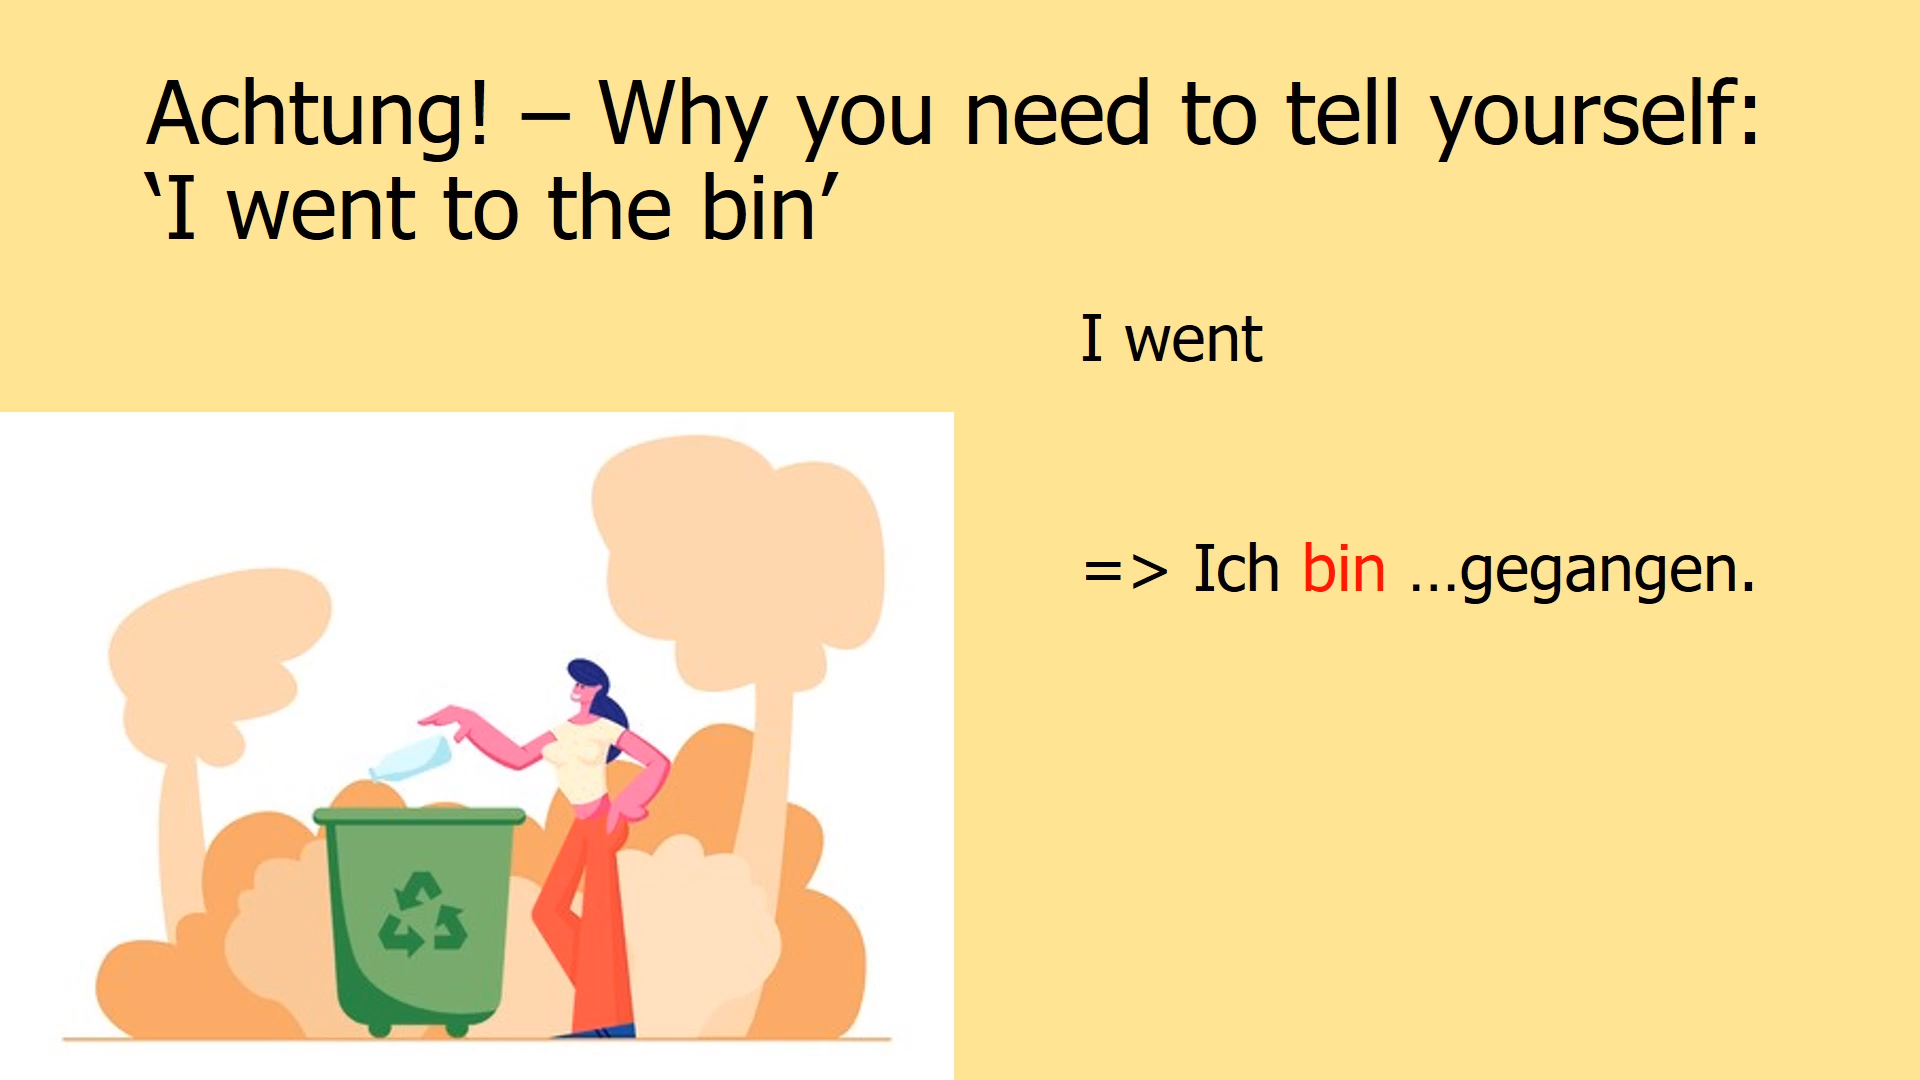 Achtung! – Why you need to tell yourself:
‘I went to the bin’
I went
=> Ich bin …gegangen.